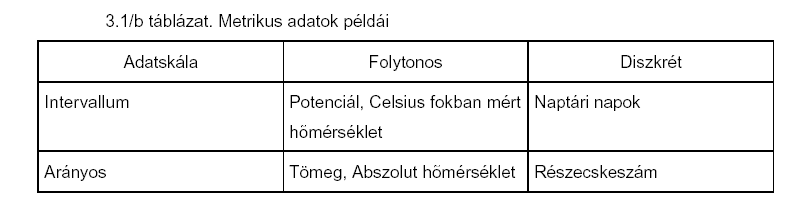 3.1/b táblázat. Metrikus adatok példái
Adatskála Folytonos Diszkrét
Intervallum Potenciál, Celsius fokban mért Naptári napok
hőmérséklet
Arányos Tömeg, Abszolut hőmérséklet Részecskeszám